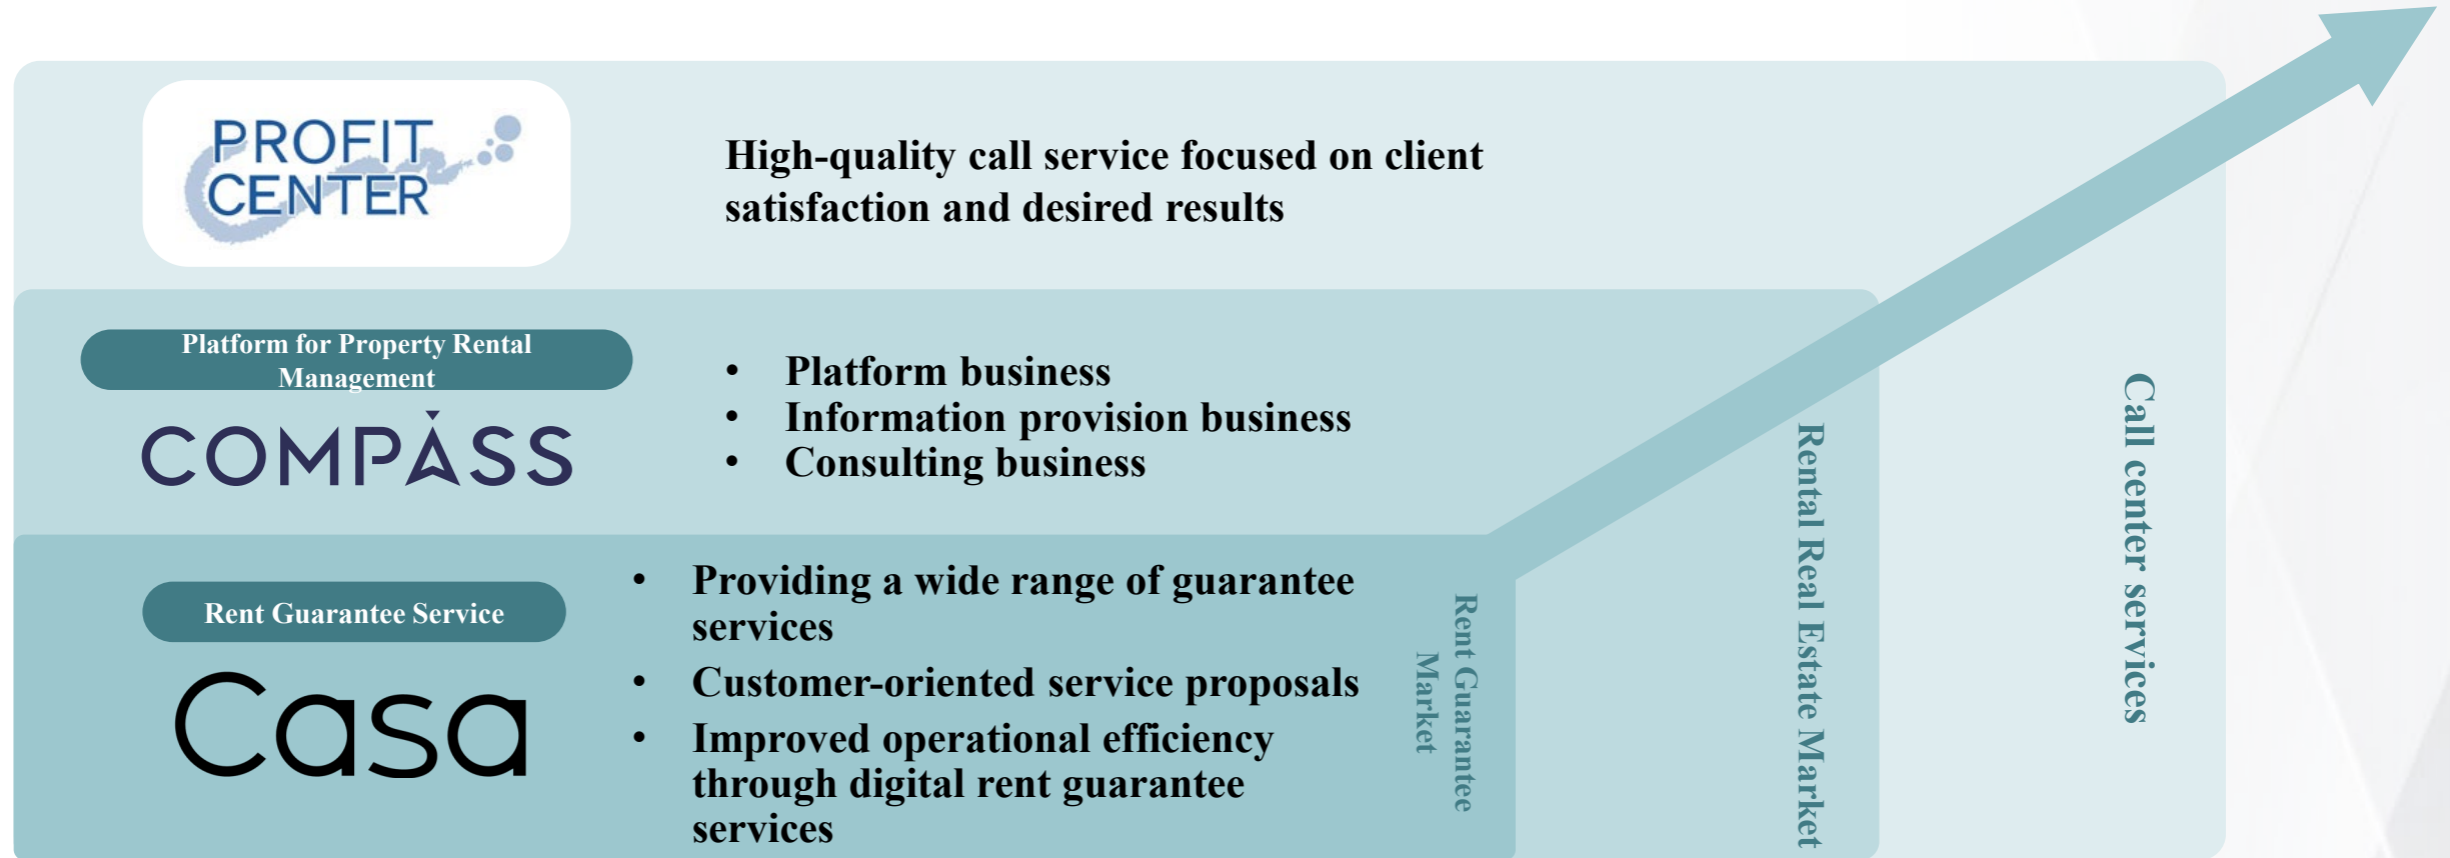 PROFIT
CENTER
High-quality call service focused on client
satisfaction and desired results
Platform for Property Rental
Management
COMPASS
• Platform business
• Information provision business
• Consulting business
Rent Guarantee Service
Casa
• Providing a wide range of guarantee
services
• Customer-oriented service proposals
• Improved operational efficiency
through digital rent guarantee
services
Rent Guarantee
Market
Rental Real Estate Market
Call center services